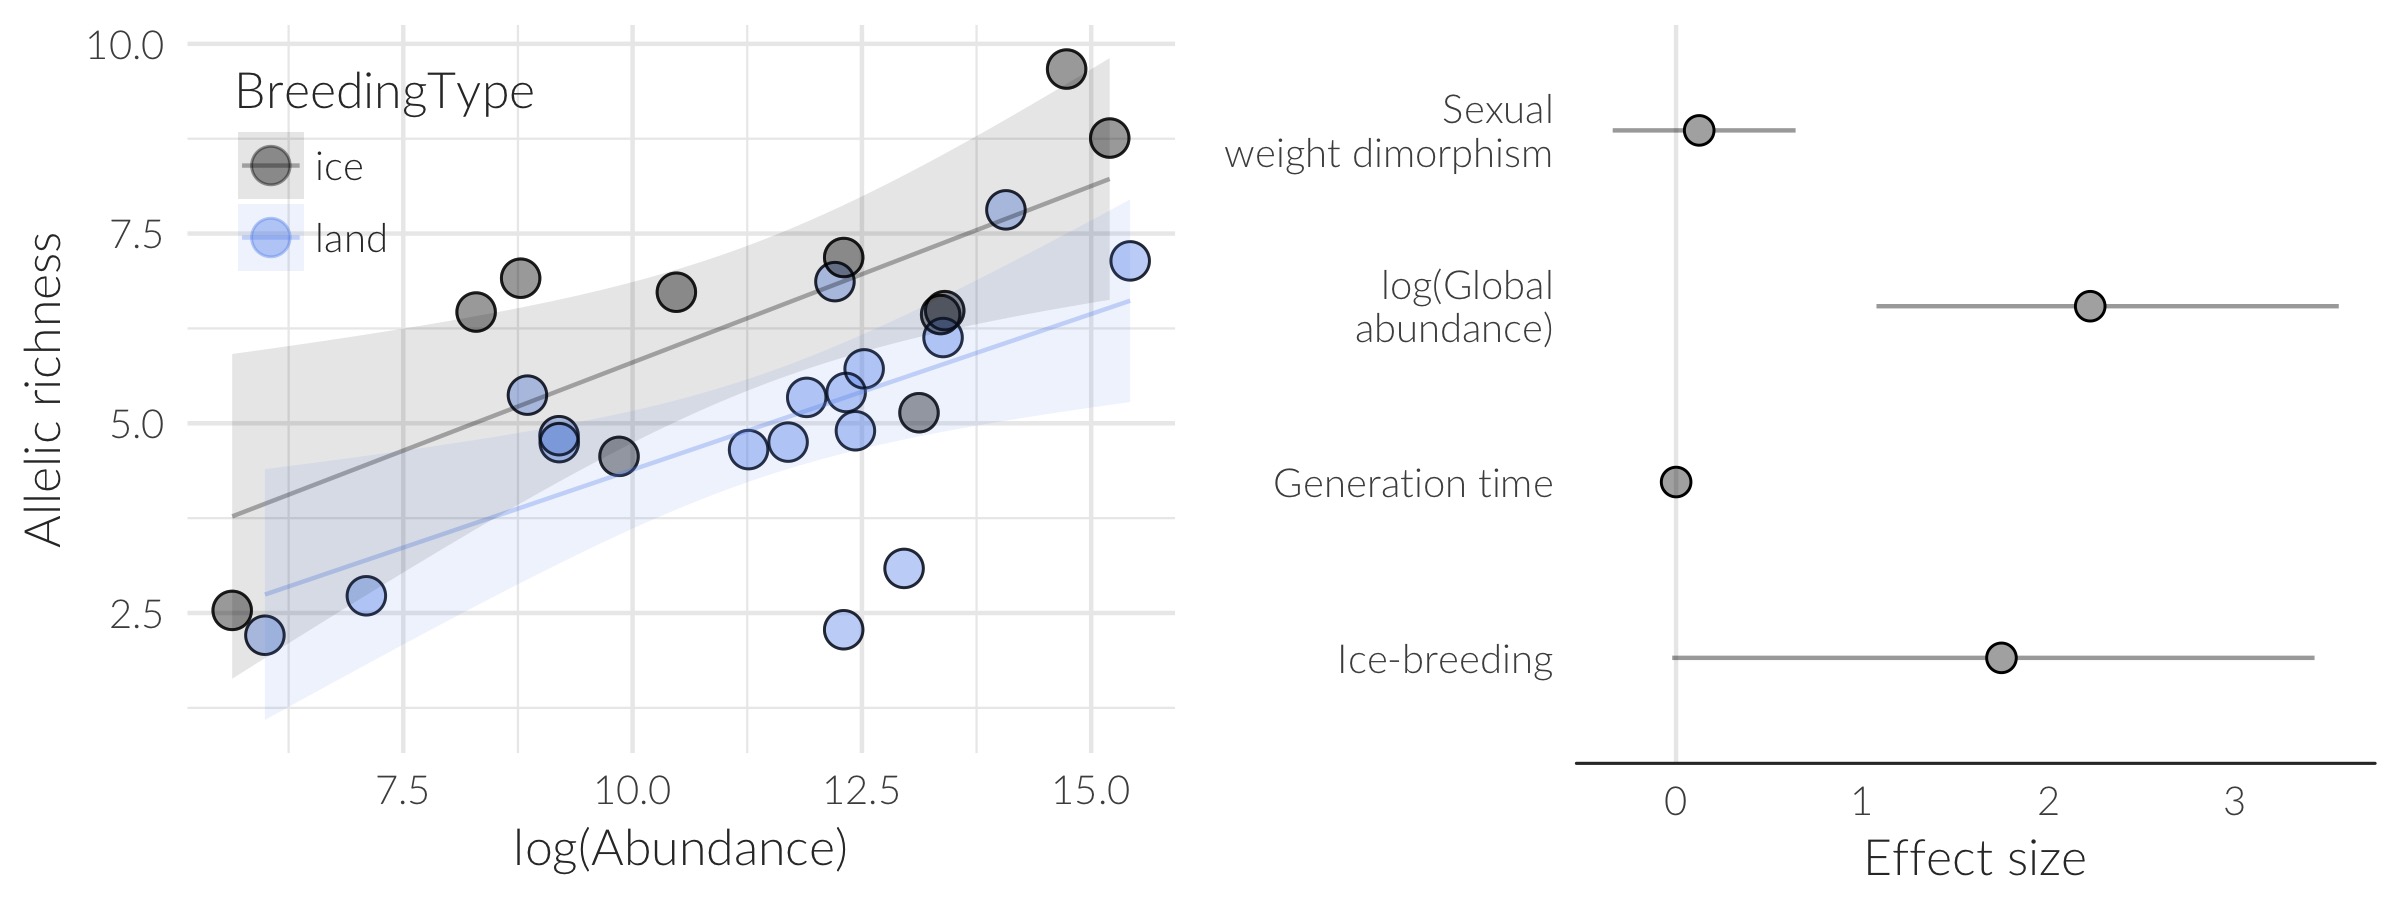 10.0
7.5
5.0
2.5
Allelic richness
BreedingType
ice
land
7.5 10.0 12.5 15.0
log(Abundance)
Sexual
weight dimorphism
log(Global
abundance)
Generation time
Ice-breeding
0 1 2 3
Effect size